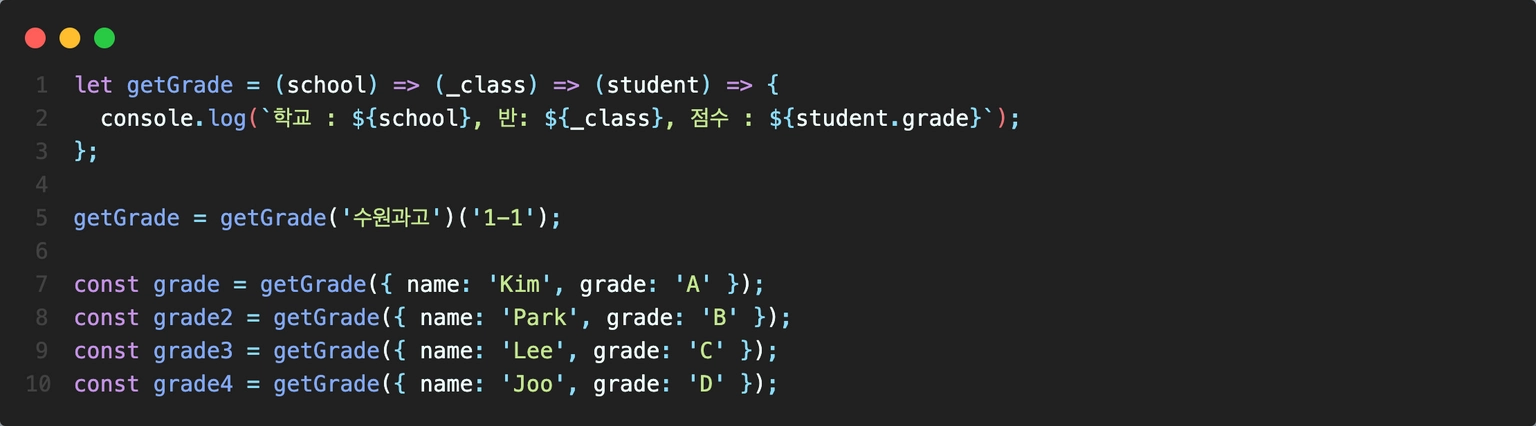 1 let getGrade = (school) => (_class) => (student) => {
2   console.log(`학교 : ${school}, 반: ${_class}, 점수 : ${student.grade}`);
3 };
4
5 getGrade = getGrade('수원과고')('1-1');
6
7 const grade = getGrade({ name: 'Kim', grade: 'A' });
8 const grade2 = getGrade({ name: 'Park', grade: 'B' });
9 const grade3 = getGrade({ name: 'Lee', grade: 'C' });
10 const grade4 = getGrade({ name: 'Joo', grade: 'D' });